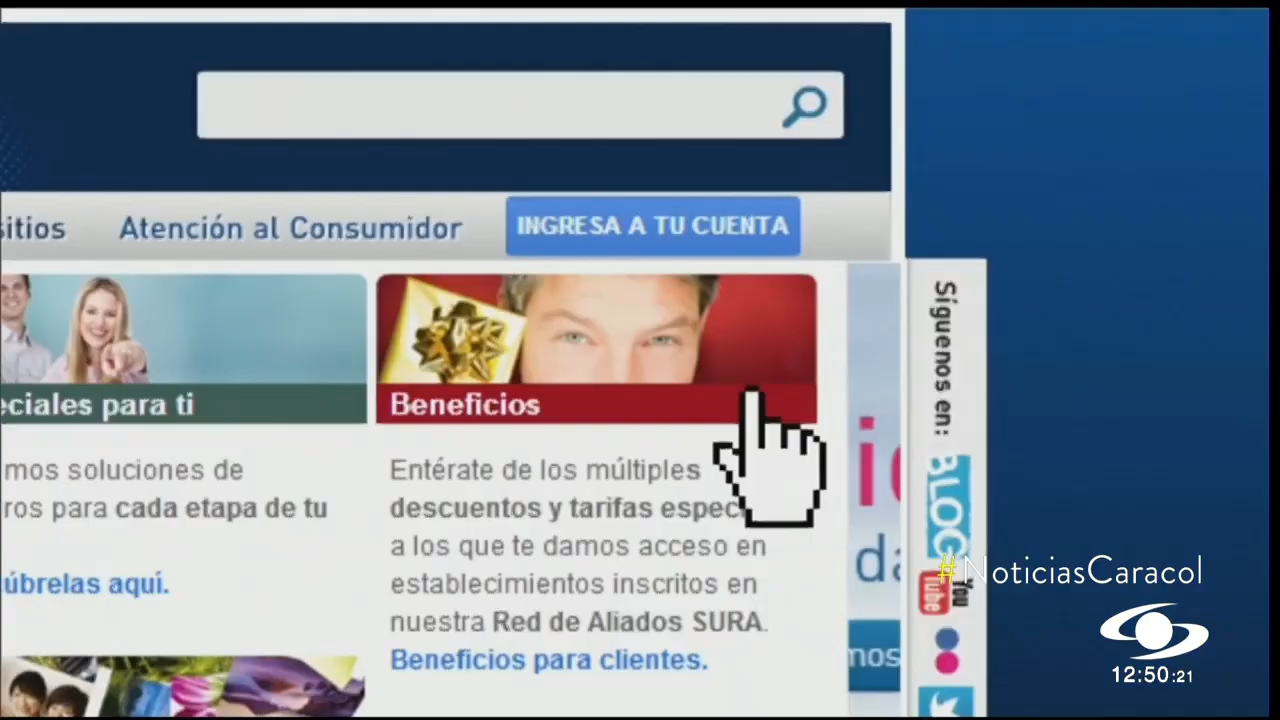 sitios
Atención al Consumidor
INGRESA A TU CUENTA
eciales para ti
mos soluciones de
ros para cada etapa de tu
úbrelas aquí.
Beneficios
Entérate de los múltiples
descuentos y tarifas espec
a los que te damos acceso en
establecimientos inscritos en
nuestra Red de Aliados SURA.
Beneficios para clientes.
da
mos
Síguenos en:
BLOG
You
Tube
#NoticiasCaracol
12:50:21